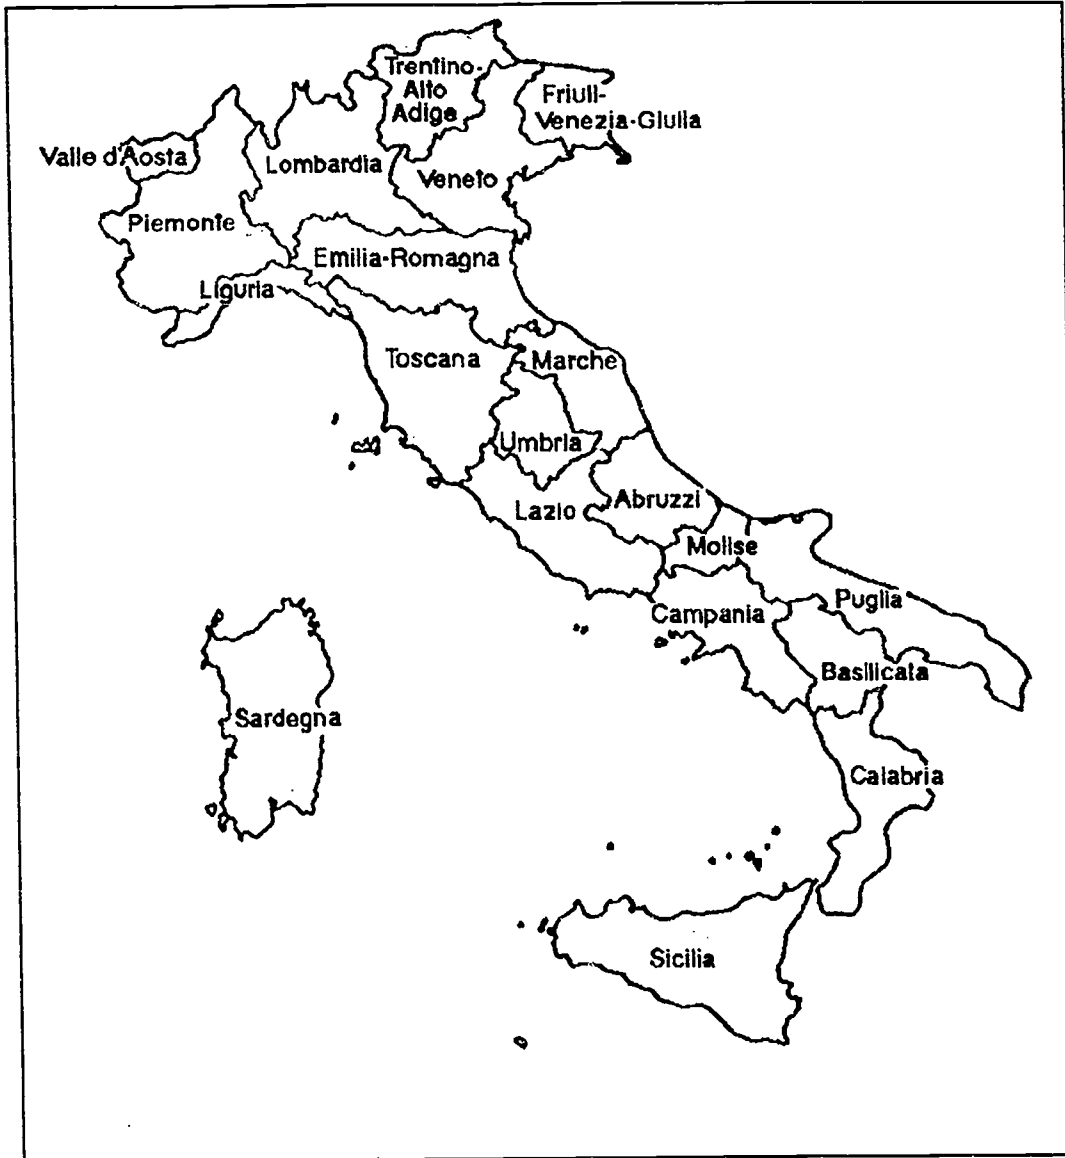 Trentino-
Alto
Adige
Friuli-
Venezia-Giulia
Valle d'Aosta
Lombardia
Veneto
Piemonte
Emilia-Romagna
Liguria
Toscana
Marche
Umbria
Lazio
Abruzzi
Molise
Puglia
Campania
Basilicata
Sardegna
Calabria
Sicilia